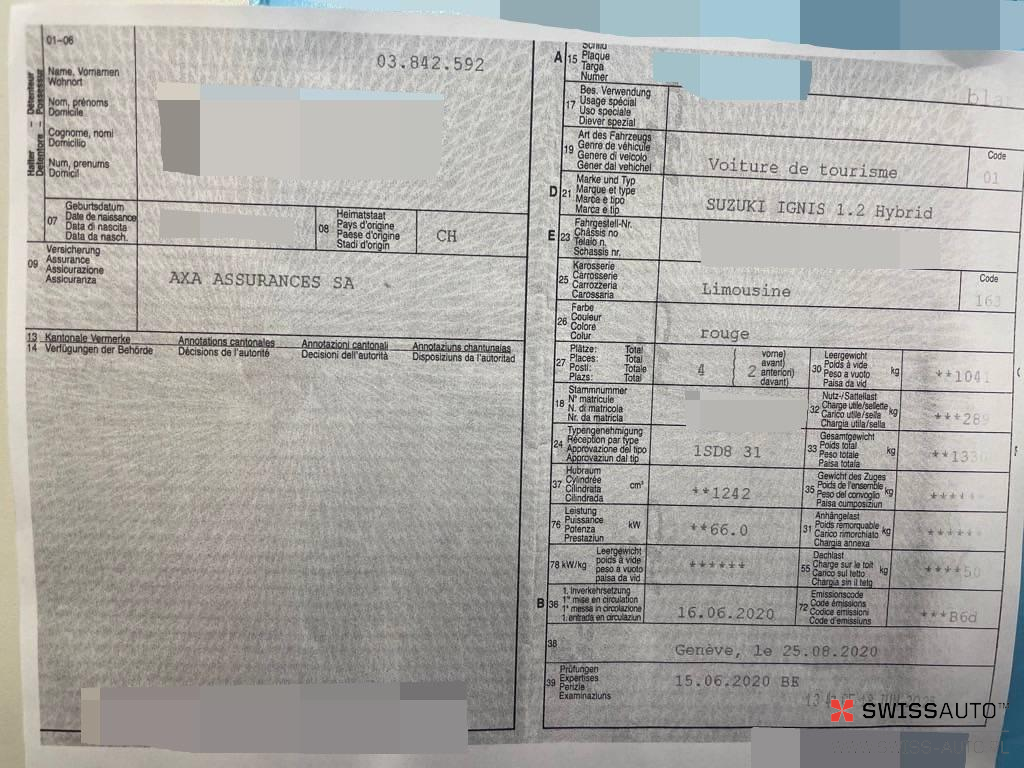 01-06
03.842.592
Halter – Détenteur
Detentore – Possessur
Name, Vornamen
Wohnort
Nom, prénoms
Domicile
Cognome, nomi
Domicilio
Num, prenums
Domicil
07
Geburtsdatum
Date de naissance
Data di nascita
Data da nasch.
08
Heimatstaat
Pays d'origine
Paese d'origine
Stadi d'origin
CH
09
Versicherung
Assurance
Assicurazione
Assicuranza
AXA ASSURANCES SA
13 Kantonale Vermerke Annotations cantonales Annotazioni cantonali Annotaziuns chantunalas
14 Verfügungen der Behörde Décisions de l'autorité Decisioni dell'autorità Disposiziuns da l'autoritad
A 15
Schild
Plaque
Targa
Numer
17
Bes. Verwendung
Usage spécial
Uso speciale
Diever spezial
19
Art des Fahrzeugs
Genre de véhicule
Genere di veicolo
Gener dal vehichel
Voiture de tourisme
Code
01
D 21
Marke und Typ
Marque et type
Marca e tipo
Marca e tip
SUZUKI IGNIS 1.2 Hybrid
E 23
Fahrgestell-Nr.
Châssis no
Telaio n.
Schassis nr.
25
Karosserie
Carrosserie
Carrozzeria
Carossaria
Limousine
Code
163
26
Farbe
Couleur
Colore
Colur
rouge
27
Plätze: Total
Places: Total
Posti: Totale
Plazs: Total
4
2
vorne)
avant)
anteriori)
davant)
30
Leergewicht
Poids à vide
Peso a vuoto
Paisa da vid
kg
**1041
18
Stammnummer
N° matricule
N. di matricola
Nr. da matricla
32
Nutz-/Sattellast
Charge utile/sellette
Carico utile/sella
Chargia utila/sella
kg
***289
24
Typengenehmigung
Réception par type
Approvazione del tipo
Approvaziun dal tip
1SD8 31
33
Gesamtgewicht
Poids total
Peso totale
Paisa totala
kg
**1330
37
Hubraum
Cylindrée
Cilindrata
Cilindrada
cm³
**1242
35
Gewicht des Zuges
Poids de l'ensemble
Peso del convoglio
Paisa cumposiziun
kg
******
76
Leistung
Puissance
Potenza
Prestaziun
kW
**66.0
31
Anhängelast
Poids remorquable
Carico rimorchiato
Chargia annexa
kg
******
78 kW/kg
Leergewicht
poids à vide
peso a vuoto
paisa da vid
******
55
Dachlast
Charge sur le toit
Carico sul tetto
Chargia sin il tetg
kg
****50
B 36
1. Inverkehrsetzung
1re mise en circulation
1a messa in circolazione
1. entrada en circulaziun
16.06.2020
72
Emissionscode
Code émissions
Codice emissioni
Code d'emissiuns
***B6d
38
Genève, le 25.08.2020
39
Prüfungen
Expertises
Perizie
Examinaziuns
15.06.2020 BE
SWISSAUTO